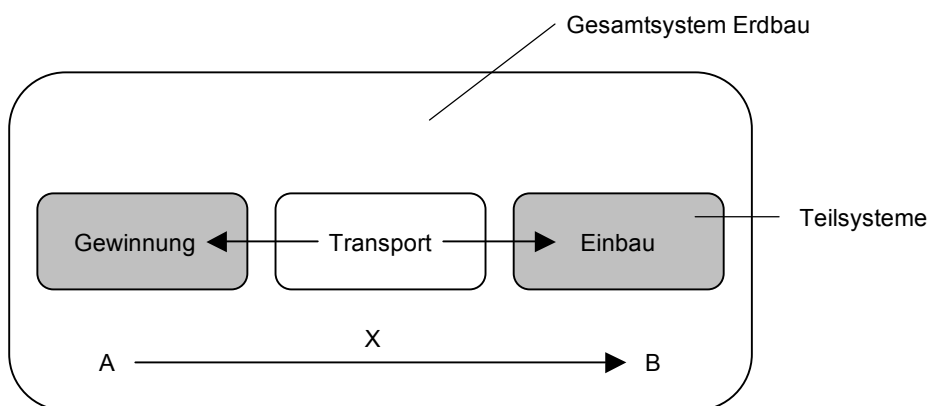 Gesamtsystem Erdbau
Teilsysteme
Gewinnung
Transport
Einbau
X
A
B